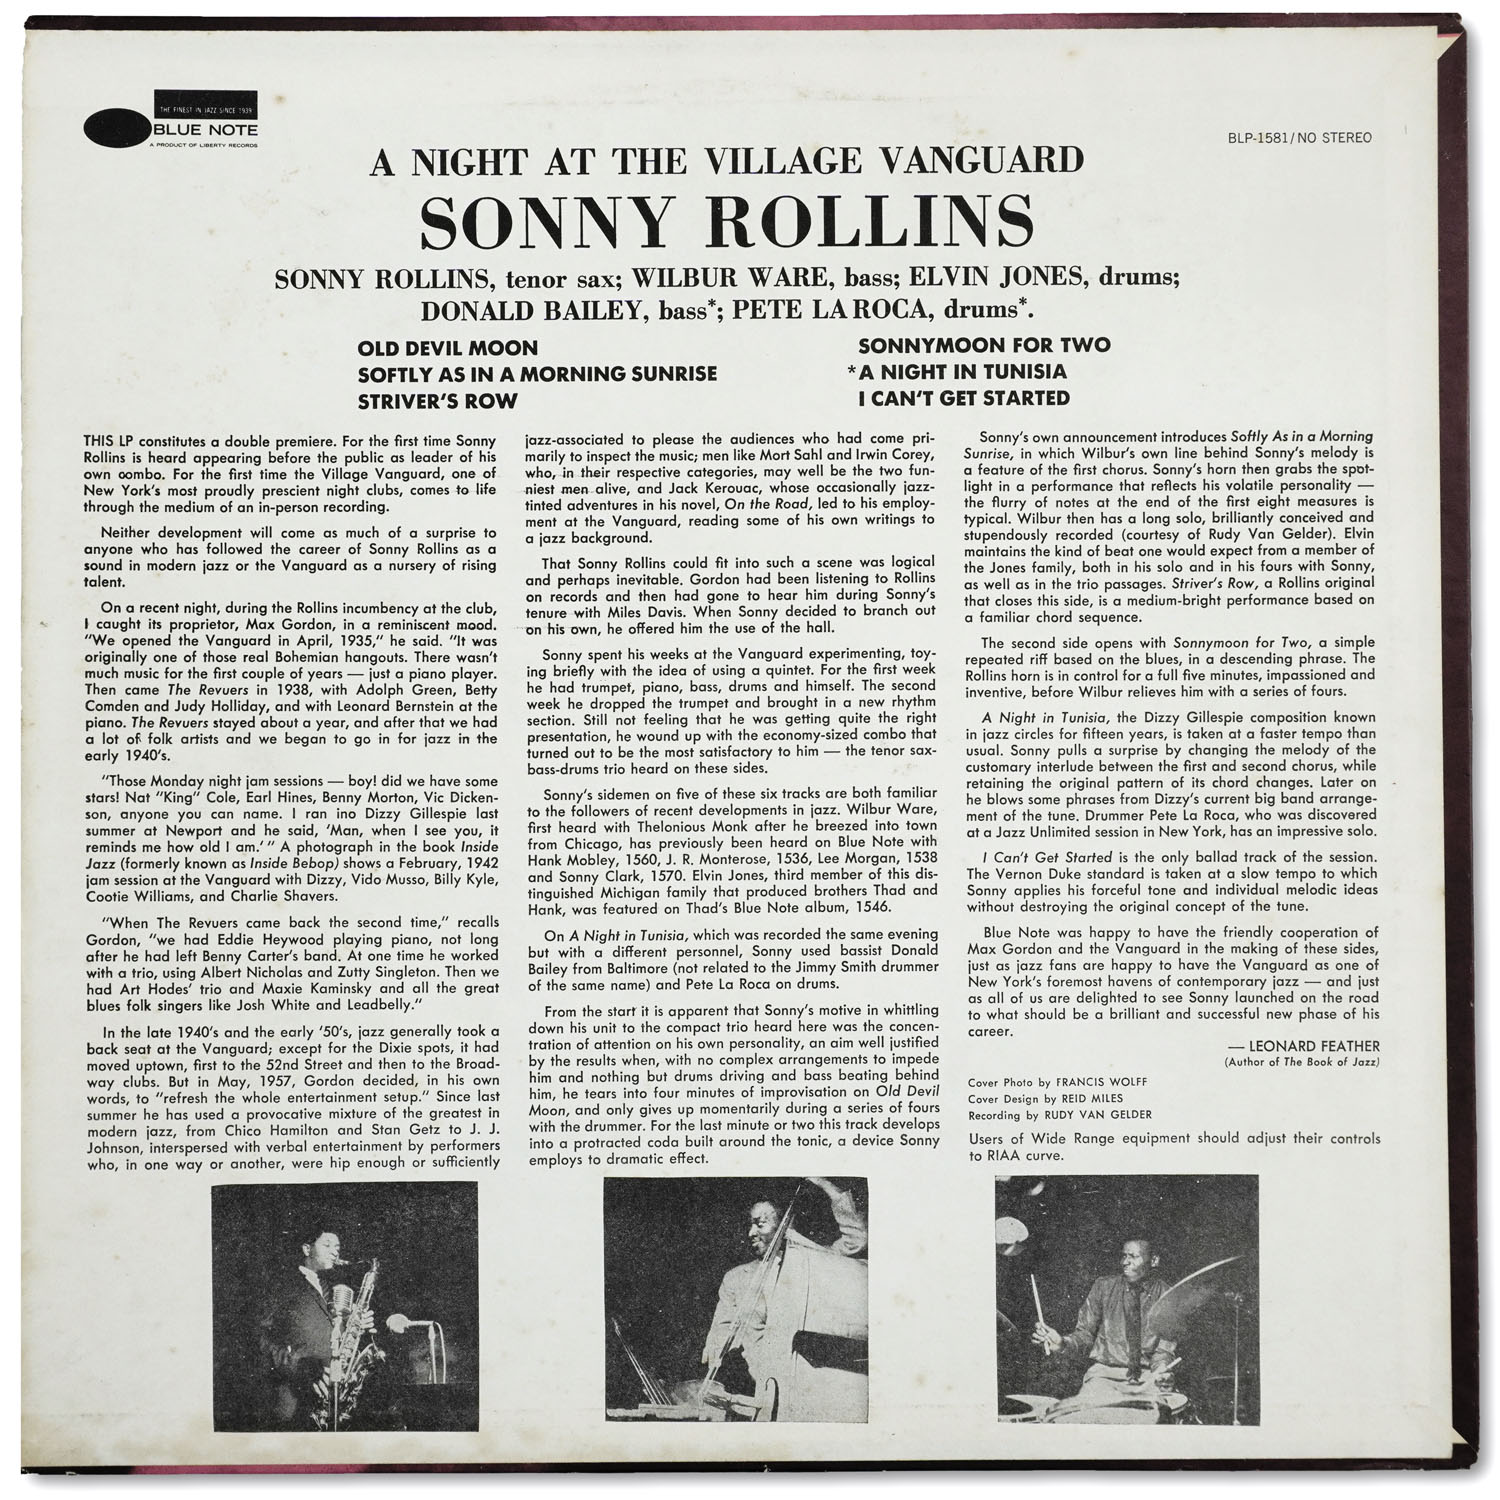 THE FINEST IN JAZZ SINCE 1939
BLUE NOTE
A PRODUCT OF LIBERTY RECORDS
BLP-1581/NO STEREO
A NIGHT AT THE VILLAGE VANGUARD
SONNY ROLLINS
SONNY ROLLINS, tenor sax; WILBUR WARE, bass; ELVIN JONES, drums;
DONALD BAILEY, bass*; PETE LA ROCA, drums*.
OLD DEVIL MOON
SOFTLY AS IN A MORNING SUNRISE
STRIVER'S ROW
SONNYMOON FOR TWO
*A NIGHT IN TUNISIA
I CAN'T GET STARTED
THIS LP constitutes a double premiere. For the first time Sonny
Rollins is heard appearing before the public as leader of his
own combo. For the first time the Village Vanguard, one of
New York's most proudly prescient night clubs, comes to life
through the medium of an in-person recording.
Neither development will come as much of a surprise to
anyone who has followed the career of Sonny Rollins as a
sound in modern jazz or the Vanguard as a nursery of rising
talent.
On a recent night, during the Rollins incumbency at the club,
I caught its proprietor, Max Gordon, in a reminiscent mood.
"We opened the Vanguard in April, 1935," he said. "It was
originally one of those real Bohemian hangouts. There wasn't
much music for the first couple of years — just a piano player.
Then came The Revuers in 1938, with Adolph Green, Betty
Comden and Judy Holliday, and with Leonard Bernstein at the
piano. The Revuers stayed about a year, and after that we had
a lot of folk artists and we began to go in for jazz in the
early 1940's.
"Those Monday night jam sessions — boy! did we have some
stars! Nat "King" Cole, Earl Hines, Benny Morton, Vic Dicken-
son, anyone you can name. I ran ino Dizzy Gillespie last
summer at Newport and he said, 'Man, when I see you, it
reminds me how old I am.' " A photograph in the book Inside
Jazz (formerly known as Inside Bebop) shows a February, 1942
jam session at the Vanguard with Dizzy, Vido Musso, Billy Kyle,
Cootie Williams, and Charlie Shavers.
"When The Revuers came back the second time," recalls
Gordon, "we had Eddie Heywood playing piano, not long
after he had left Benny Carter's band. At one time he worked
with a trio, using Albert Nicholas and Zutty Singleton. Then we
had Art Hodes' trio and Maxie Kaminsky and all the great
blues folk singers like Josh White and Leadbelly."
In the late 1940's and the early '50's, jazz generally took a
back seat at the Vanguard; except for the Dixie spots, it had
moved uptown, first to the 52nd Street and then to the Broad-
way clubs. But in May, 1957, Gordon decided, in his own
words, to "refresh the whole entertainment setup." Since last
summer he has used a provocative mixture of the greatest in
modern jazz, from Chico Hamilton and Stan Getz to J. J.
Johnson, interspersed with verbal entertainment by performers
who, in one way or another, were hip enough or sufficiently
jazz-associated to please the audiences who had come pri-
marily to inspect the music; men like Mort Sahl and Irwin Corey,
who, in their respective categories, may well be the two fun-
niest men alive, and Jack Kerouac, whose occasionally jazz-
tinted adventures in his novel, On the Road, led to his employ-
ment at the Vanguard, reading some of his own writings to
a jazz background.
That Sonny Rollins could fit into such a scene was logical
and perhaps inevitable. Gordon had been listening to Rollins
on records and then had gone to hear him during Sonny's
tenure with Miles Davis. When Sonny decided to branch out
on his own, he offered him the use of the hall.
Sonny spent his weeks at the Vanguard experimenting, toy-
ing briefly with the idea of using a quintet. For the first week
he had trumpet, piano, bass, drums and himself. The second
week he dropped the trumpet and brought in a new rhythm
section. Still not feeling that he was getting quite the right
presentation, he wound up with the economy-sized combo that
turned out to be the most satisfactory to him — the tenor sax-
bass-drums trio heard on these sides.
Sonny's sidemen on five of these six tracks are both familiar
to the followers of recent developments in jazz. Wilbur Ware,
first heard with Thelonious Monk after he breezed into town
from Chicago, has previously been heard on Blue Note with
Hank Mobley, 1560, J. R. Monterose, 1536, Lee Morgan, 1538
and Sonny Clark, 1570. Elvin Jones, third member of this dis-
tinguished Michigan family that produced brothers Thad and
Hank, was featured on Thad's Blue Note album, 1546.
On A Night in Tunisia, which was recorded the same evening
but with a different personnel, Sonny used bassist Donald
Bailey from Baltimore (not related to the Jimmy Smith drummer
of the same name) and Pete La Roca on drums.
From the start it is apparent that Sonny's motive in whittling
down his unit to the compact trio heard here was the concen-
tration of attention on his own personality, an aim well justified
by the results when, with no complex arrangements to impede
him and nothing but drums driving and bass beating behind
him, he tears into four minutes of improvisation on Old Devil
Moon, and only gives up momentarily during a series of fours
with the drummer. For the last minute or two this track develops
into a protracted coda built around the tonic, a device Sonny
employs to dramatic effect.
Sonny's own announcement introduces Softly As in a Morning
Sunrise, in which Wilbur's own line behind Sonny's melody is
a feature of the first chorus. Sonny's horn then grabs the spot-
light in a performance that reflects his volatile personality —
the flurry of notes at the end of the first eight measures is
typical. Wilbur then has a long solo, brilliantly conceived and
stupendously recorded (courtesy of Rudy Van Gelder). Elvin
maintains the kind of beat one would expect from a member of
the Jones family, both in his solo and in his fours with Sonny,
as well as in the trio passages. Striver's Row, a Rollins original
that closes this side, is a medium-bright performance based on
a familiar chord sequence.
The second side opens with Sonnymoon for Two, a simple
repeated riff based on the blues, in a descending phrase. The
Rollins horn is in control for a full five minutes, impassioned and
inventive, before Wilbur relieves him with a series of fours.
A Night in Tunisia, the Dizzy Gillespie composition known
in jazz circles for fifteen years, is taken at a faster tempo than
usual. Sonny pulls a surprise by changing the melody of the
customary interlude between the first and second chorus, while
retaining the original pattern of its chord changes. Later on
he blows some phrases from Dizzy's current big band arrange-
ment of the tune. Drummer Pete La Roca, who was discovered
at a Jazz Unlimited session in New York, has an impressive solo.
I Can't Get Started is the only ballad track of the session.
The Vernon Duke standard is taken at a slow tempo to which
Sonny applies his forceful tone and individual melodic ideas
without destroying the original concept of the tune.
Blue Note was happy to have the friendly cooperation of
Max Gordon and the Vanguard in the making of these sides,
just as jazz fans are happy to have the Vanguard as one of
New York's foremost havens of contemporary jazz — and just
as all of us are delighted to see Sonny launched on the road
to what should be a brilliant and successful new phase of his
career.
— LEONARD FEATHER
(Author of The Book of Jazz)
Cover Photo by FRANCIS WOLFF
Cover Design by REID MILES
Recording by RUDY VAN GELDER
Users of Wide Range equipment should adjust their controls
to RIAA curve.